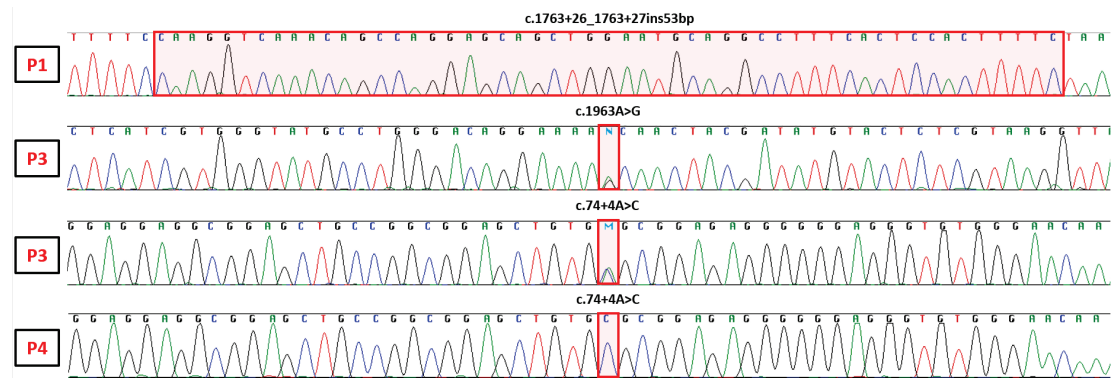 c.1763+26_1763+27ins53bp
T T T T C C A A G G T C A A A C A G C C A G G A G C A G C T G G A A T G C A G G C C T T T C A C T C C A C T T T T C T A A
P1
c.1963A>G
C T C A T C G T G G G T A T G C C T G G G A C A G G A A A A N C A A C T A C G A T A T G T A C T C T C G T A A G G T T T
P3
c.74+4A>C
G G A G G A G G C G G A G C T G C C G G C G G A G C T G T G M G C G G A G A G G G G G G A G G G T G T G G G A A C A A
P3
c.74+4A>C
G G A G G A G G C G G A G C T G C C G G C G G A G C T G T G C G C G G A G A G G G G G G A G G G T G T G G G A A C A A
P4